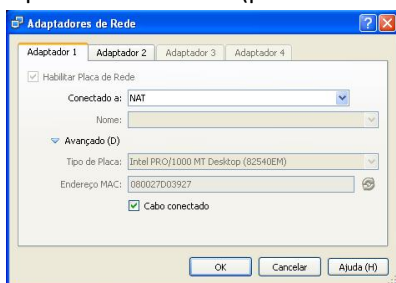 Adaptadores de Rede
Adaptador 1 Adaptador 2 Adaptador 3 Adaptador 4
Habilitar Placa de Rede
Conectado a: NAT
Nome:
Avançado (D)
Tipo de Placa: Intel PRO/1000 MT Desktop (82540EM)
Endereço MAC: 080027D03927
Cabo conectado
OK Cancelar Ajuda (H)